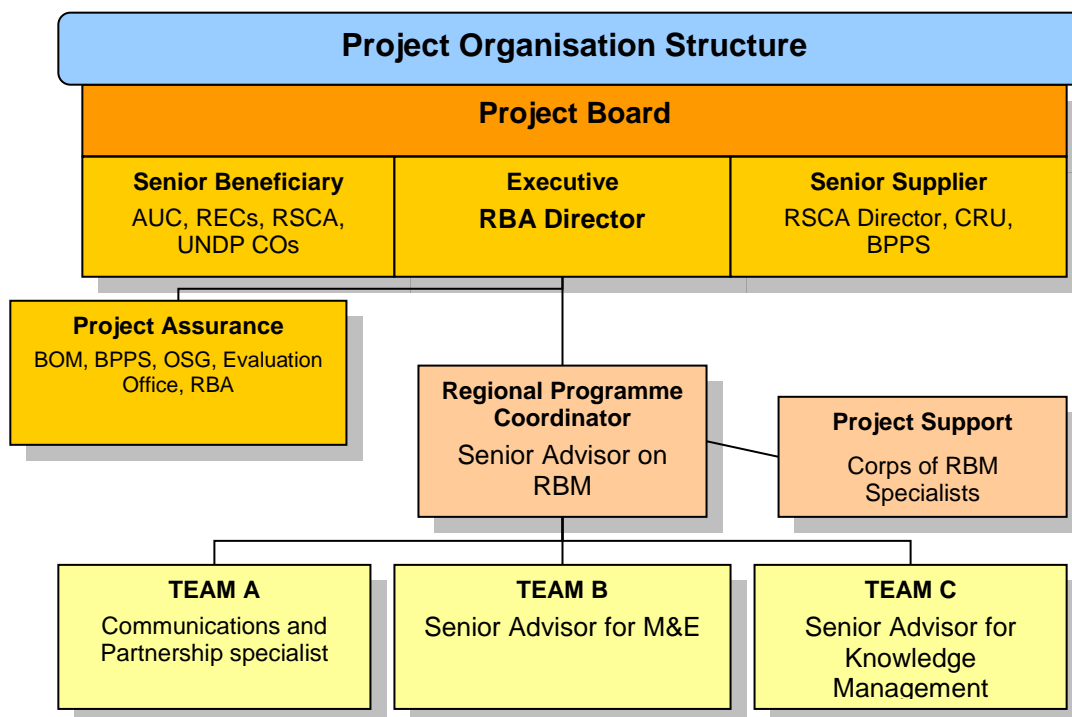 Project Organisation Structure
Project Board
Senior Beneficiary
AUC, RECs, RSCA,
UNDP COs
Executive
RBA Director
Senior Supplier
RSCA Director, CRU,
BPPS
Project Assurance
BOM, BPPS, OSG, Evaluation
Office, RBA
Regional Programme
Coordinator
Senior Advisor on
RBM
Project Support
Corps of RBM
Specialists
TEAM A
Communications and
Partnership specialist
TEAM B
Senior Advisor for M&E
TEAM C
Senior Advisor for
Knowledge
Management